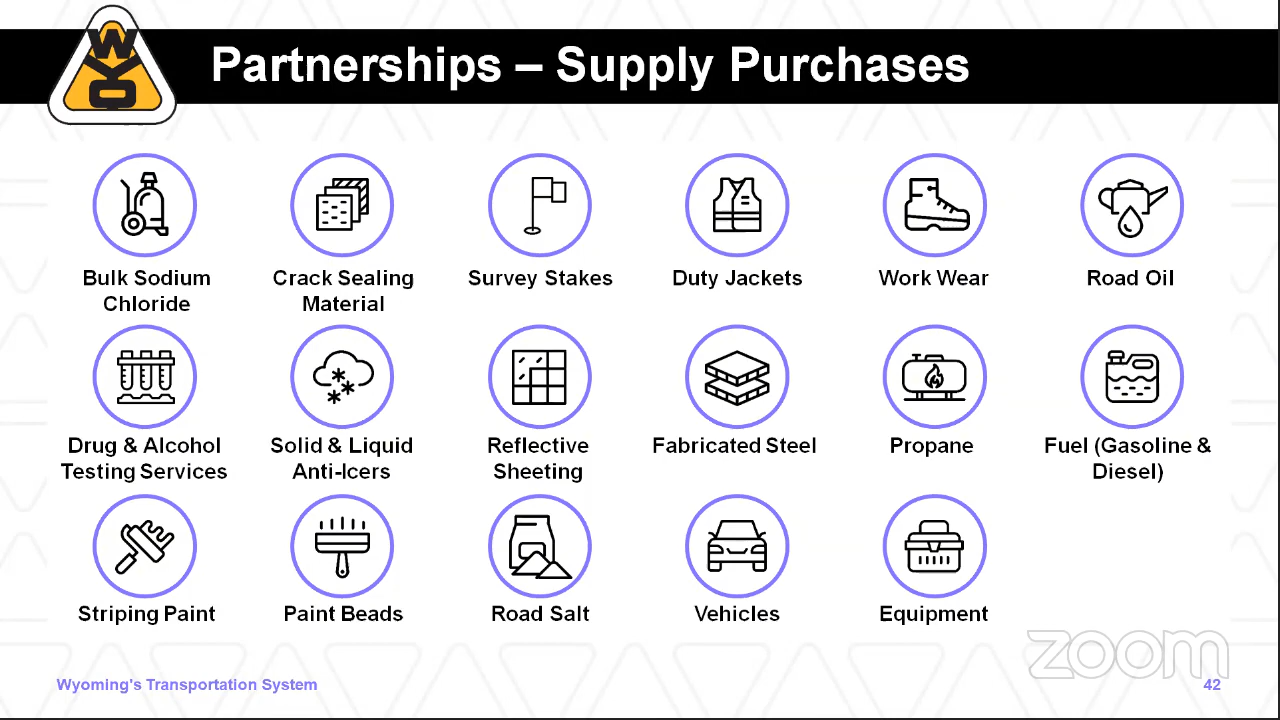 WYO
Partnerships – Supply Purchases
Bulk Sodium
Chloride
Crack Sealing
Material
Survey Stakes
Duty Jackets
Work Wear
Road Oil
Drug & Alcohol
Testing Services
Solid & Liquid
Anti-Icers
Reflective
Sheeting
Fabricated Steel
Propane
Fuel (Gasoline &
Diesel)
Striping Paint
Paint Beads
Road Salt
Vehicles
Equipment
zoom
Wyoming's Transportation System
42